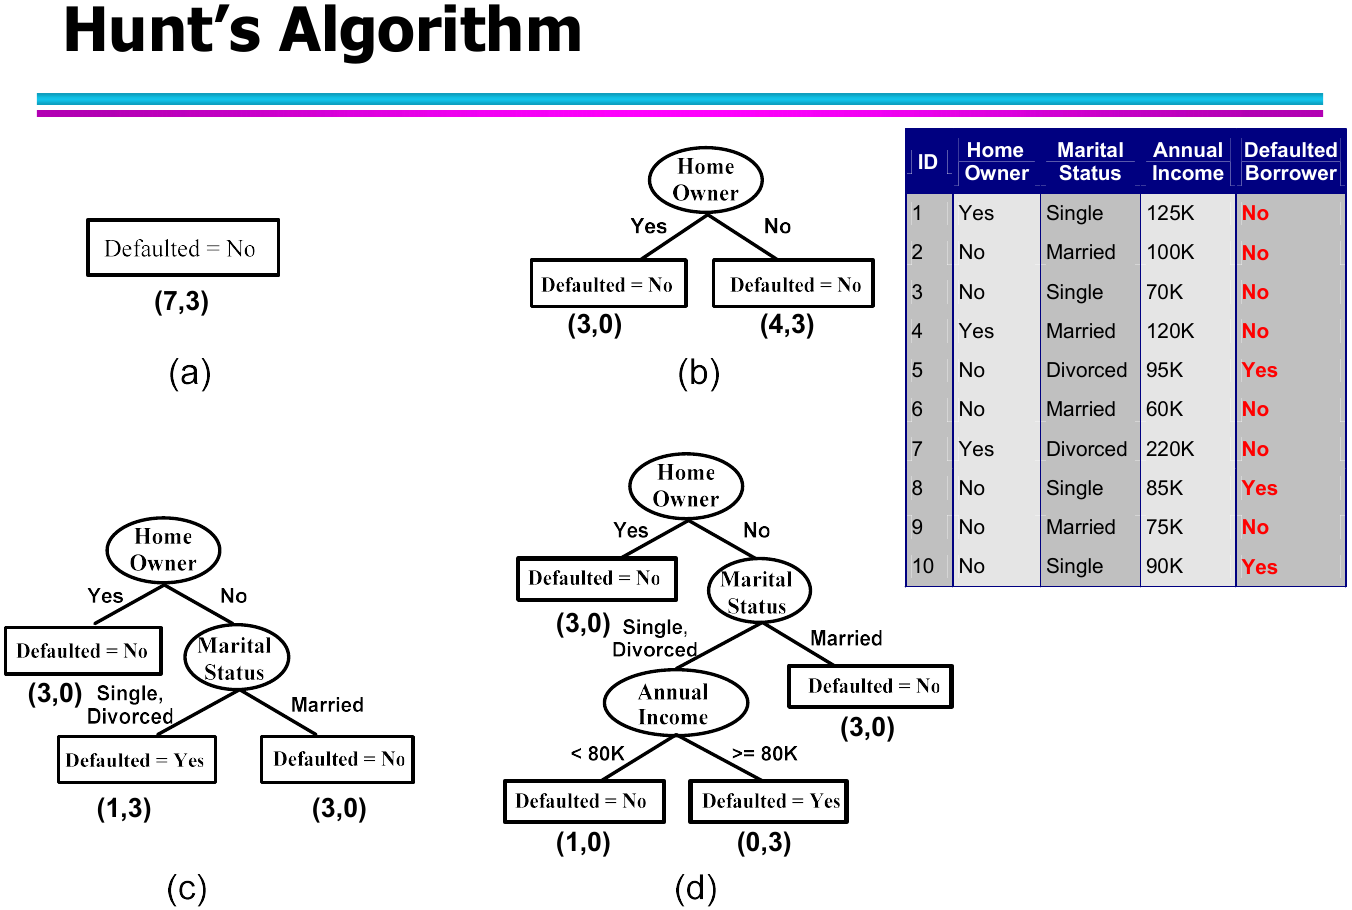 Hunt's Algorithm
Defaulted = No
(7,3)
(a)
Home
Owner
Yes
No
Defaulted = No
Defaulted = No
(3,0)
(4,3)
(b)
Home
Owner
Yes
No
Defaulted = No
(3,0)
Marital
Status
Single,
Divorced
Married
Defaulted = Yes
Defaulted = No
(1,3)
(3,0)
(c)
Home
Owner
Yes
No
Defaulted = No
(3,0)
Marital
Status
Single,
Divorced
Married
Annual
Income
Defaulted = No
(3,0)
< 80K
>= 80K
Defaulted = No
Defaulted = Yes
(1,0)
(0,3)
(d)
ID Home Owner Marital Status Annual Income Defaulted Borrower
1 Yes Single 125K No
2 No Married 100K No
3 No Single 70K No
4 Yes Married 120K No
5 No Divorced 95K Yes
6 No Married 60K No
7 Yes Divorced 220K No
8 No Single 85K Yes
9 No Married 75K No
10 No Single 90K Yes